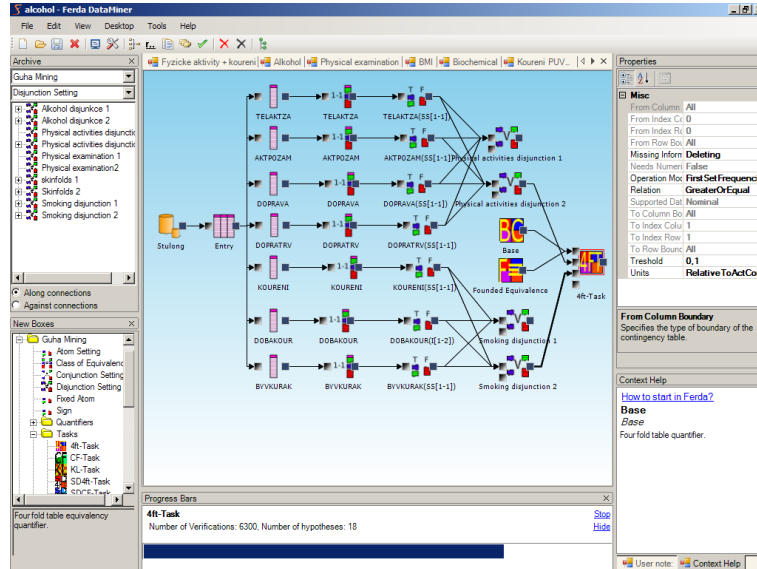 alcohol - Ferda DataMiner
File Edit View Desktop Tools Help
Archive
Guha Mining
Disjunction Setting
Alkohol disjunkce 1
Alkohol disjunkce 2
Physical activities disjunctic
Physical activities disjunctic
Physical examination 1
Physical examination2
skinfolds 1
Skinfolds 2
Smoking disjunction 1
Smoking disjunction 2
Along connections
Against connections
New Boxes
Guha Mining
Atom Setting
Class of Equivalenc
Conjunction Setting
Disjunction Setting
Fixed Atom
Sign
Quantifiers
Tasks
4ft-Task
CF-Task
KL-Task
SD4ft-Task
SDCF-Task
Four fold table equivalency
quantifier.
Fyzicke aktivity + koureni Alkohol Physical examination BMI Biochemical Koureni PUV...
TELAKTZA TELAKTZA TELAKTZA(SS[1-1])
AKTPOZAM AKTPOZAM AKTPOZAM(SS[1-1]) Physical activities disjunction 1
DOPRAVA DOPRAVA DOPRAVA(SS[1-1]) Physical activities disjunction 2
Stulong Entry DOPRATRV DOPRATRV DOPRATRV(SS[1-1]) Base
KOURENI KOURENI KOURENI(SS[1-1]) Founded Equivalence 4ft-Task
DOBAKOUR DOBAKOUR DOBAKOUR(I[1-2]) Smoking disjunction 1
BYVKURAK BYVKURAK BYVKURAK(SS[1-1]) Smoking disjunction 2
Progress Bars
4ft-Task Stop
Number of Verifications: 6300, Number of hypotheses: 18 Hide
Properties
Misc
From Column All
From Index Co 0
From Index Ro 0
From Row Bou All
Missing Inform Deleting
Needs Numeri False
Operation Mod FirstSetFrequenci
Relation GreaterOrEqual
Supported Dat Nominal
To Column Bo All
To Index Colu 1
To Index Row 1
To Row Bounc All
Treshold 0,1
Units RelativeToActCo
From Column Boundary
Specifies the type of boundary of the
contingency table.
Context Help
How to start in Ferda?
Base
Base
Four fold table quantifier.
User note: Context Help